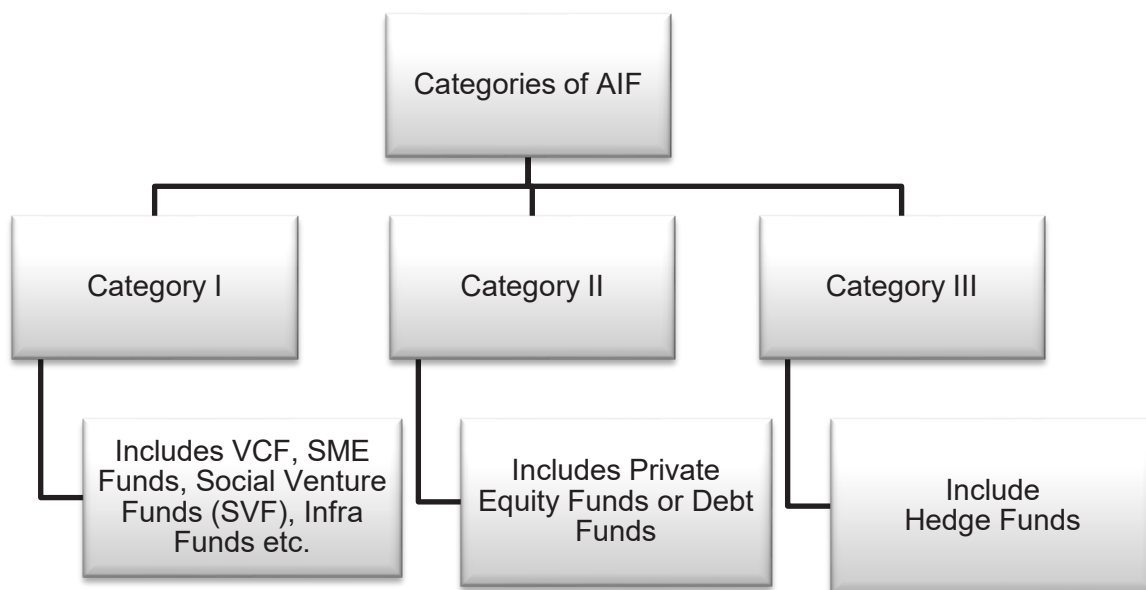 Categories of AIF
Category I
Category II
Category III
Includes VCF, SME
Funds, Social Venture
Funds (SVF), Infra
Funds etc.
Includes Private
Equity Funds or Debt
Funds
Include
Hedge Funds